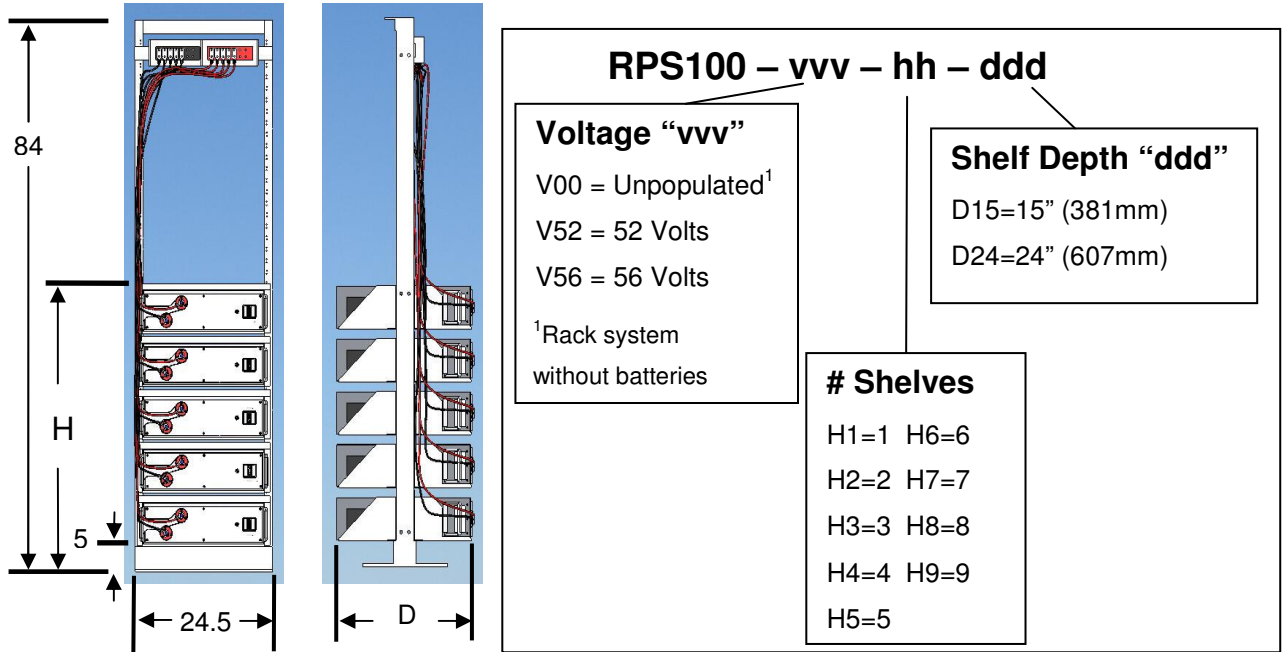 84
H
5
24.5
D
RPS100 – vvv – hh – ddd
Voltage “vvv”
V00 = Unpopulated¹
V52 = 52 Volts
V56 = 56 Volts
¹Rack system
without batteries
# Shelves
H1=1 H6=6
H2=2 H7=7
H3=3 H8=8
H4=4 H9=9
H5=5
Shelf Depth “ddd”
D15=15” (381mm)
D24=24” (607mm)